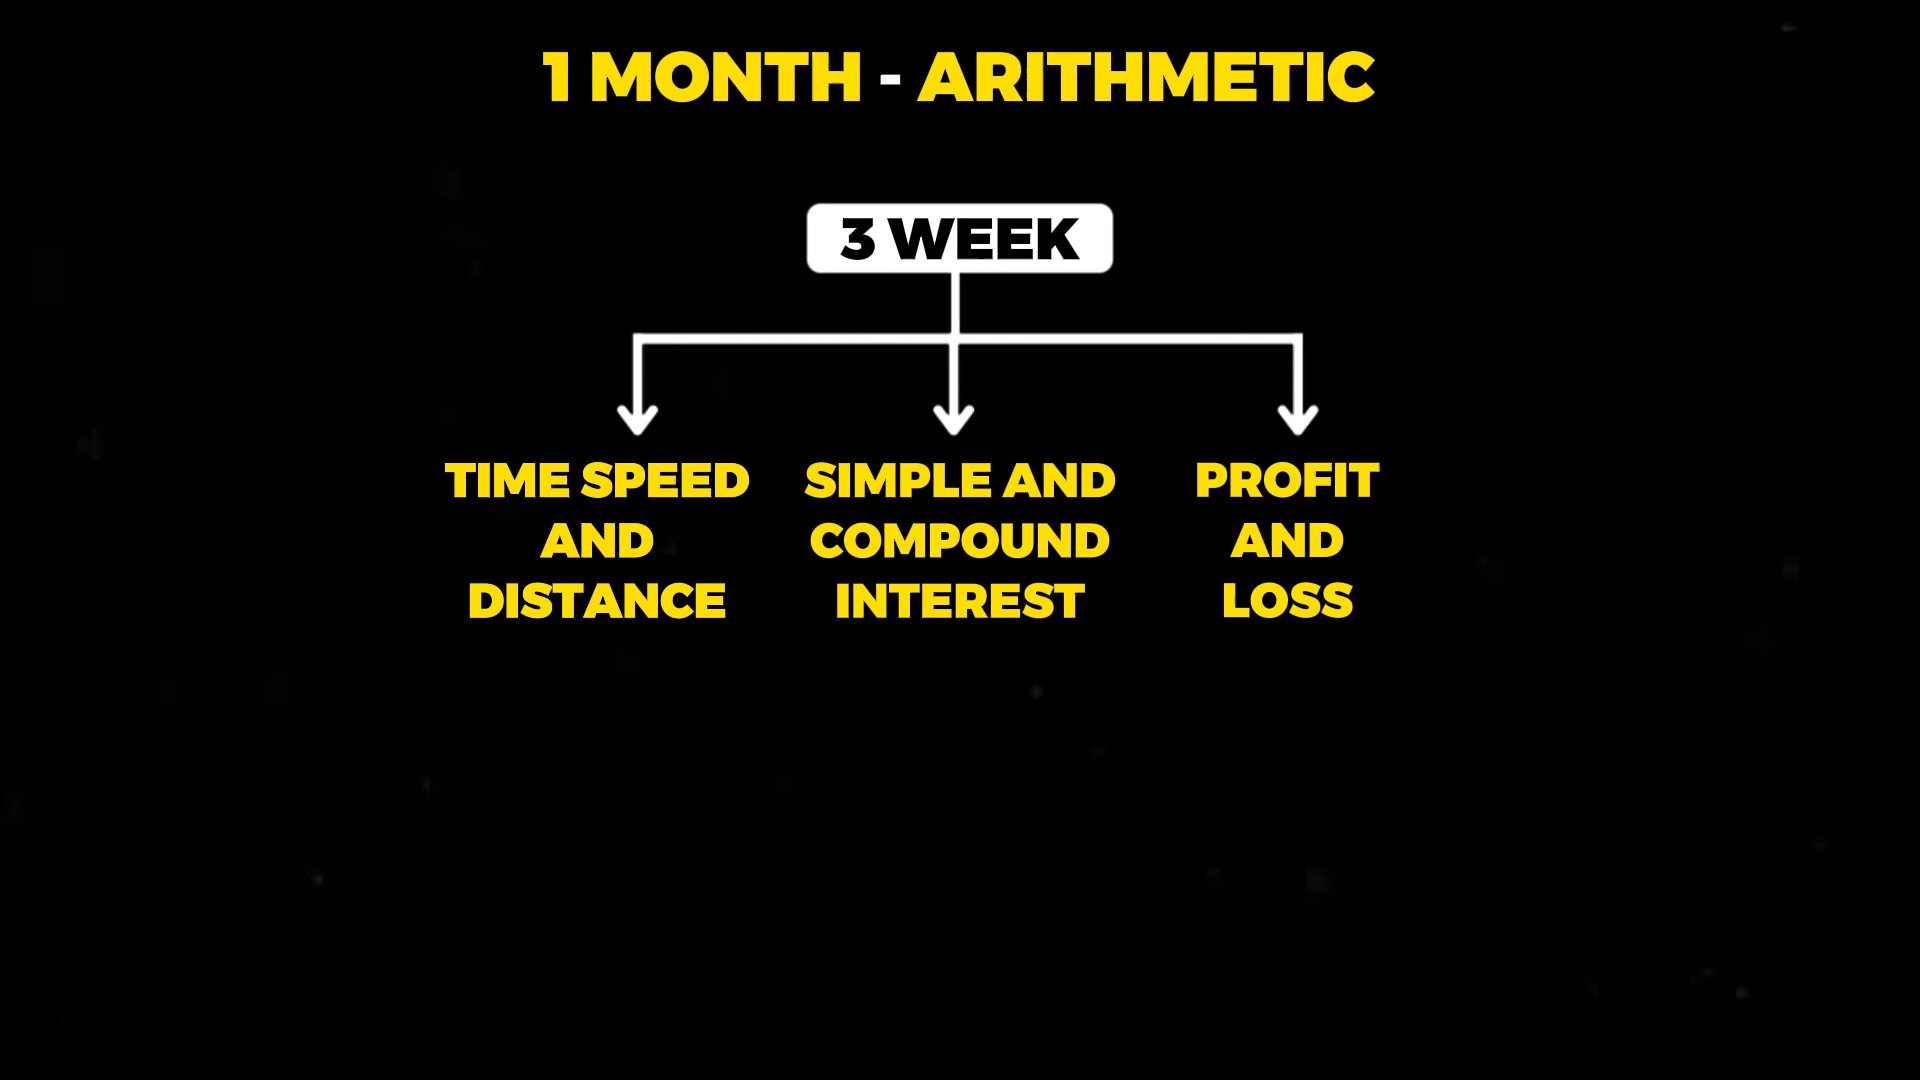 1 MONTH - ARITHMETIC
3 WEEK
TIME SPEED
AND
DISTANCE
SIMPLE AND
COMPOUND
INTEREST
PROFIT
AND
LOSS